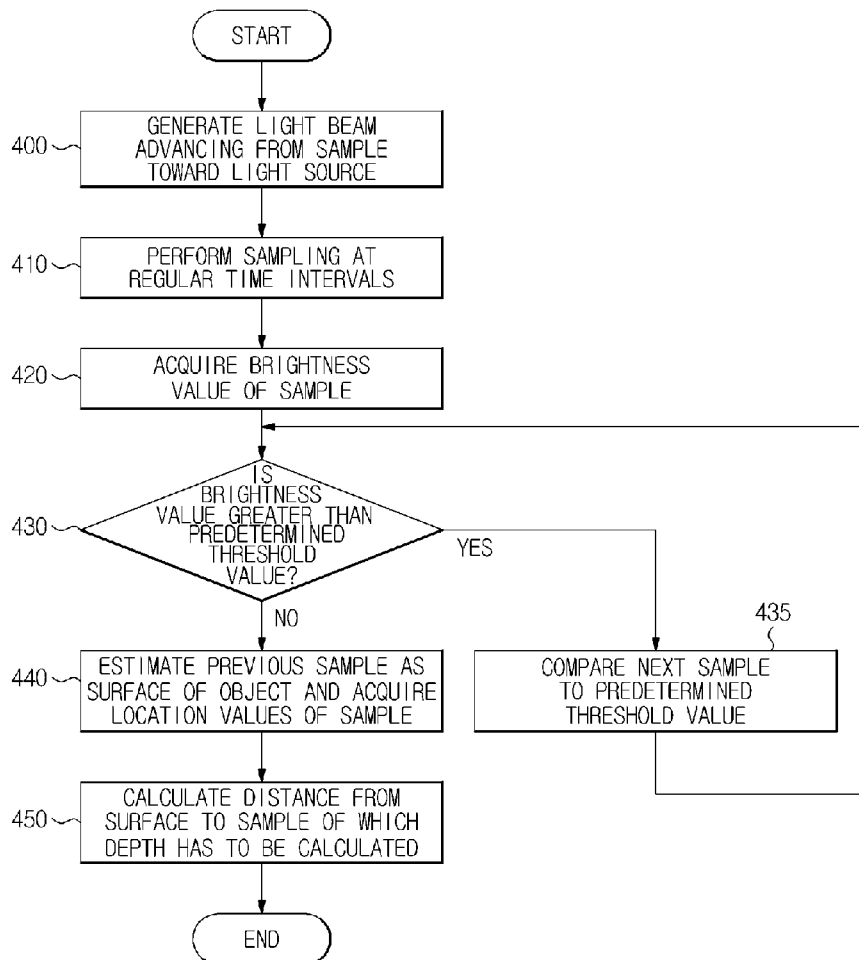 START
400
GENERATE LIGHT BEAM
ADVANCING FROM SAMPLE
TOWARD LIGHT SOURCE
410
PERFORM SAMPLING AT
REGULAR TIME INTERVALS
420
ACQUIRE BRIGHTNESS
VALUE OF SAMPLE
430
IS
BRIGHTNESS
VALUE GREATER THAN
PREDETERMINED
THRESHOLD
VALUE?
YES
NO
435
COMPARE NEXT SAMPLE
TO PREDETERMINED
THRESHOLD VALUE
440
ESTIMATE PREVIOUS SAMPLE AS
SURFACE OF OBJECT AND ACQUIRE
LOCATION VALUES OF SAMPLE
450
CALCULATE DISTANCE FROM
SURFACE TO SAMPLE OF WHICH
DEPTH HAS TO BE CALCULATED
END